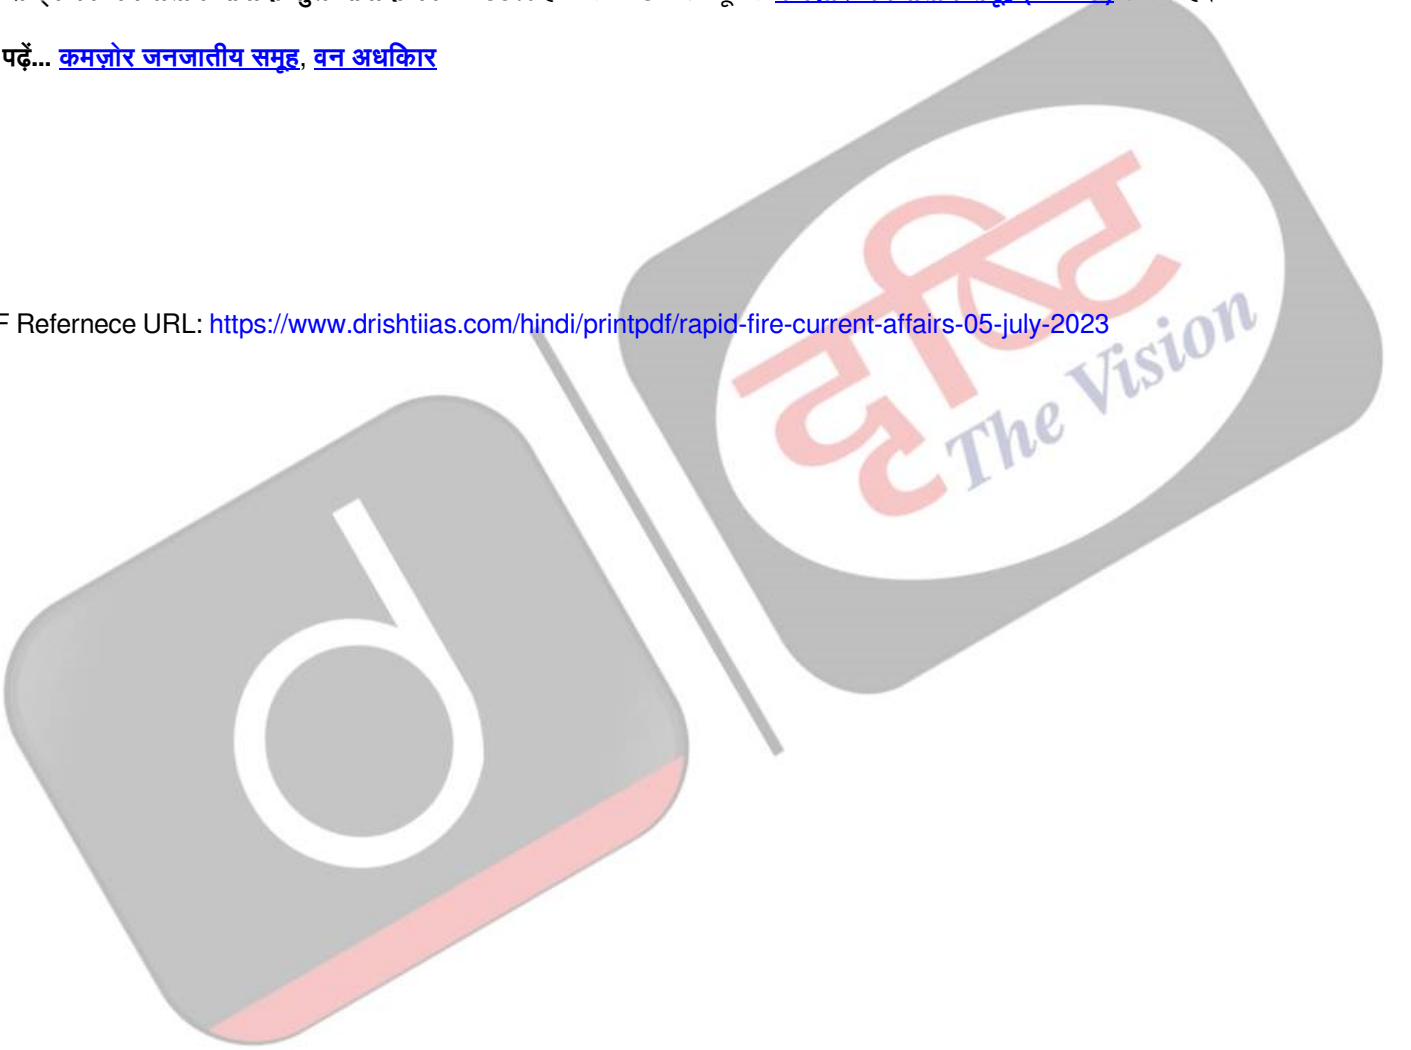 पढ़ें... कमज़ोर जनजातीय समूह, वन अधिकार
F Refernece URL: https://www.drishtiias.com/hindi/printpdf/rapid-fire-current-affairs-05-july-2023
दृष्टि
The Vision
d